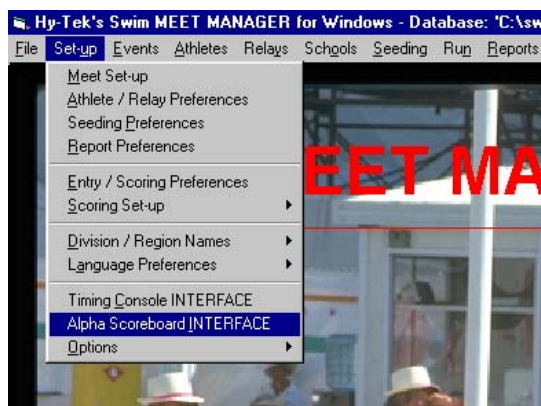 Hy-Tek's Swim MEET MANAGER for Windows - Database: 'C:\sw
File Set-up Events Athletes Relays Schools Seeding Run Reports
Meet Set-up
Athlete / Relay Preferences
Seeding Preferences
Report Preferences
Entry / Scoring Preferences
Scoring Set-up
Division / Region Names
Language Preferences
Timing Console INTERFACE
Alpha Scoreboard INTERFACE
Options
EET MA